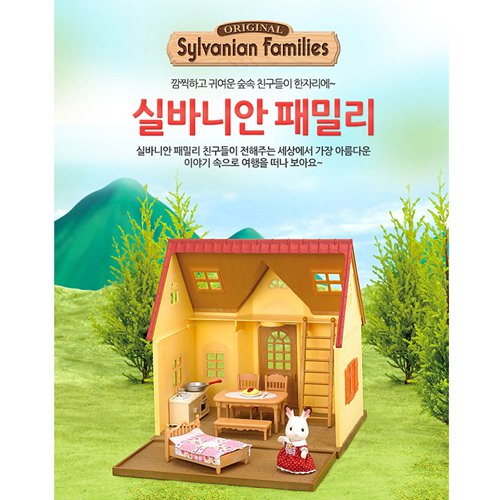 ORIGINAL
Sylvanian Families
깜찍하고 귀여운 숲속 친구들이 한자리에~
실바니안 패밀리
실바니안 패밀리 친구들이 전해주는 세상에서 가장 아름다운
이야기 속으로 여행을 떠나 보아요~